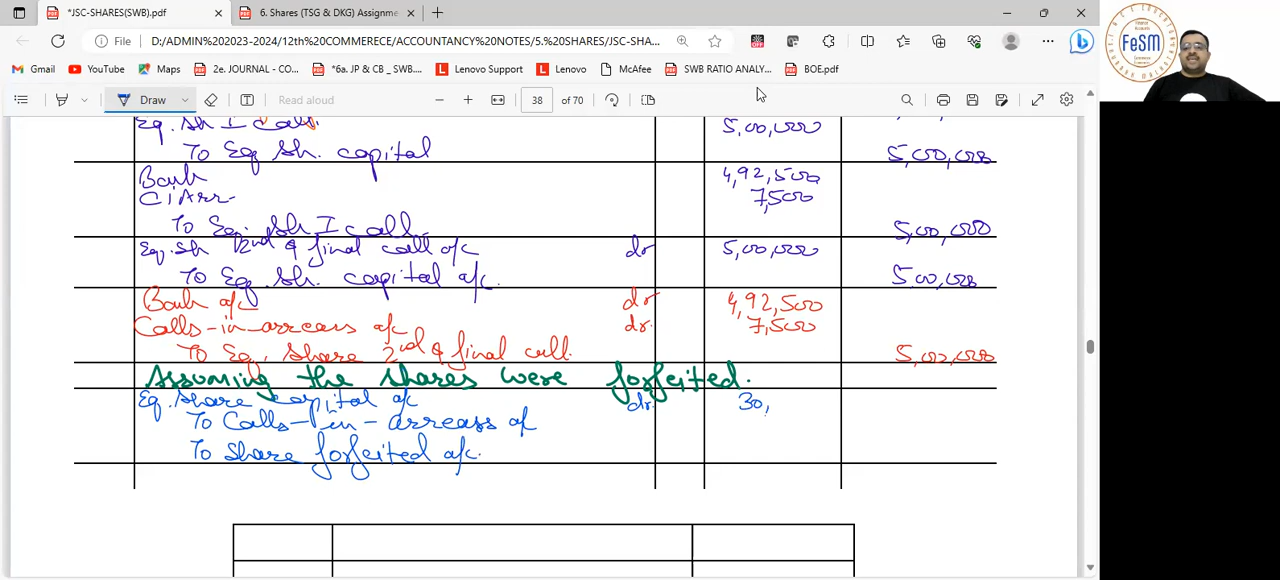 *JSC-SHARES(SWB).pdf
6. Shares (TSG & DKG) Assignme
File
D:/ADMIN%202023-2024/12th%20COMMERECE/ACCOUNTANCY%20NOTES/5.%20SHARES/JSC-SHA...
Gmail YouTube Maps 2e. JOURNAL - CO... *6a. JP & CB _SWB.... Lenovo Support Lenovo McAfee SWB RATIO ANALY... BOE.pdf
Draw Read aloud 38 of 70
FeSM
Eq. Sh I Call. 5,00,000
To Eq Sh. capital 5,00,000
Bank 4,92,500
CiArr 7,500
To Eq. Sh I call 5,00,000
Eq. Sh 2nd & final call a/c dr 5,00,000
To Eq. Sh. capital a/c. 5,00,000
Bank a/c dr 4,92,500
Calls-in-arrears a/c dr. 7,500
To Eq. Share 2nd & final call. 5,00,000
Assuming the shares were forfeited.
Eq. Share capital a/c dr. 30,
To Calls-in-arrears a/c
To Share forfeited a/c.